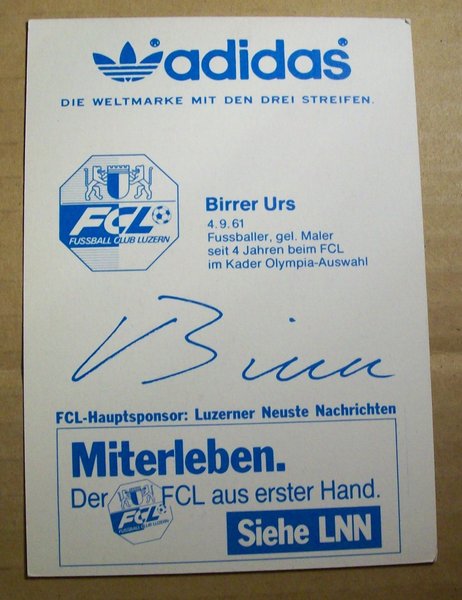 adidas®
DIE WELTMARKE MIT DEN DREI STREIFEN.
FCL
FUSSBALL CLUB LUZERN
Birrer Urs
4.9.61
Fussballer, gel. Maler
seit 4 Jahren beim FCL
im Kader Olympia-Auswahl
Birrer
FCL-Hauptsponsor: Luzerner Neuste Nachrichten
Miterleben.
Der FCL aus erster Hand.
FCL
FUSSBALL CLUB LUZERN
Siehe LNN